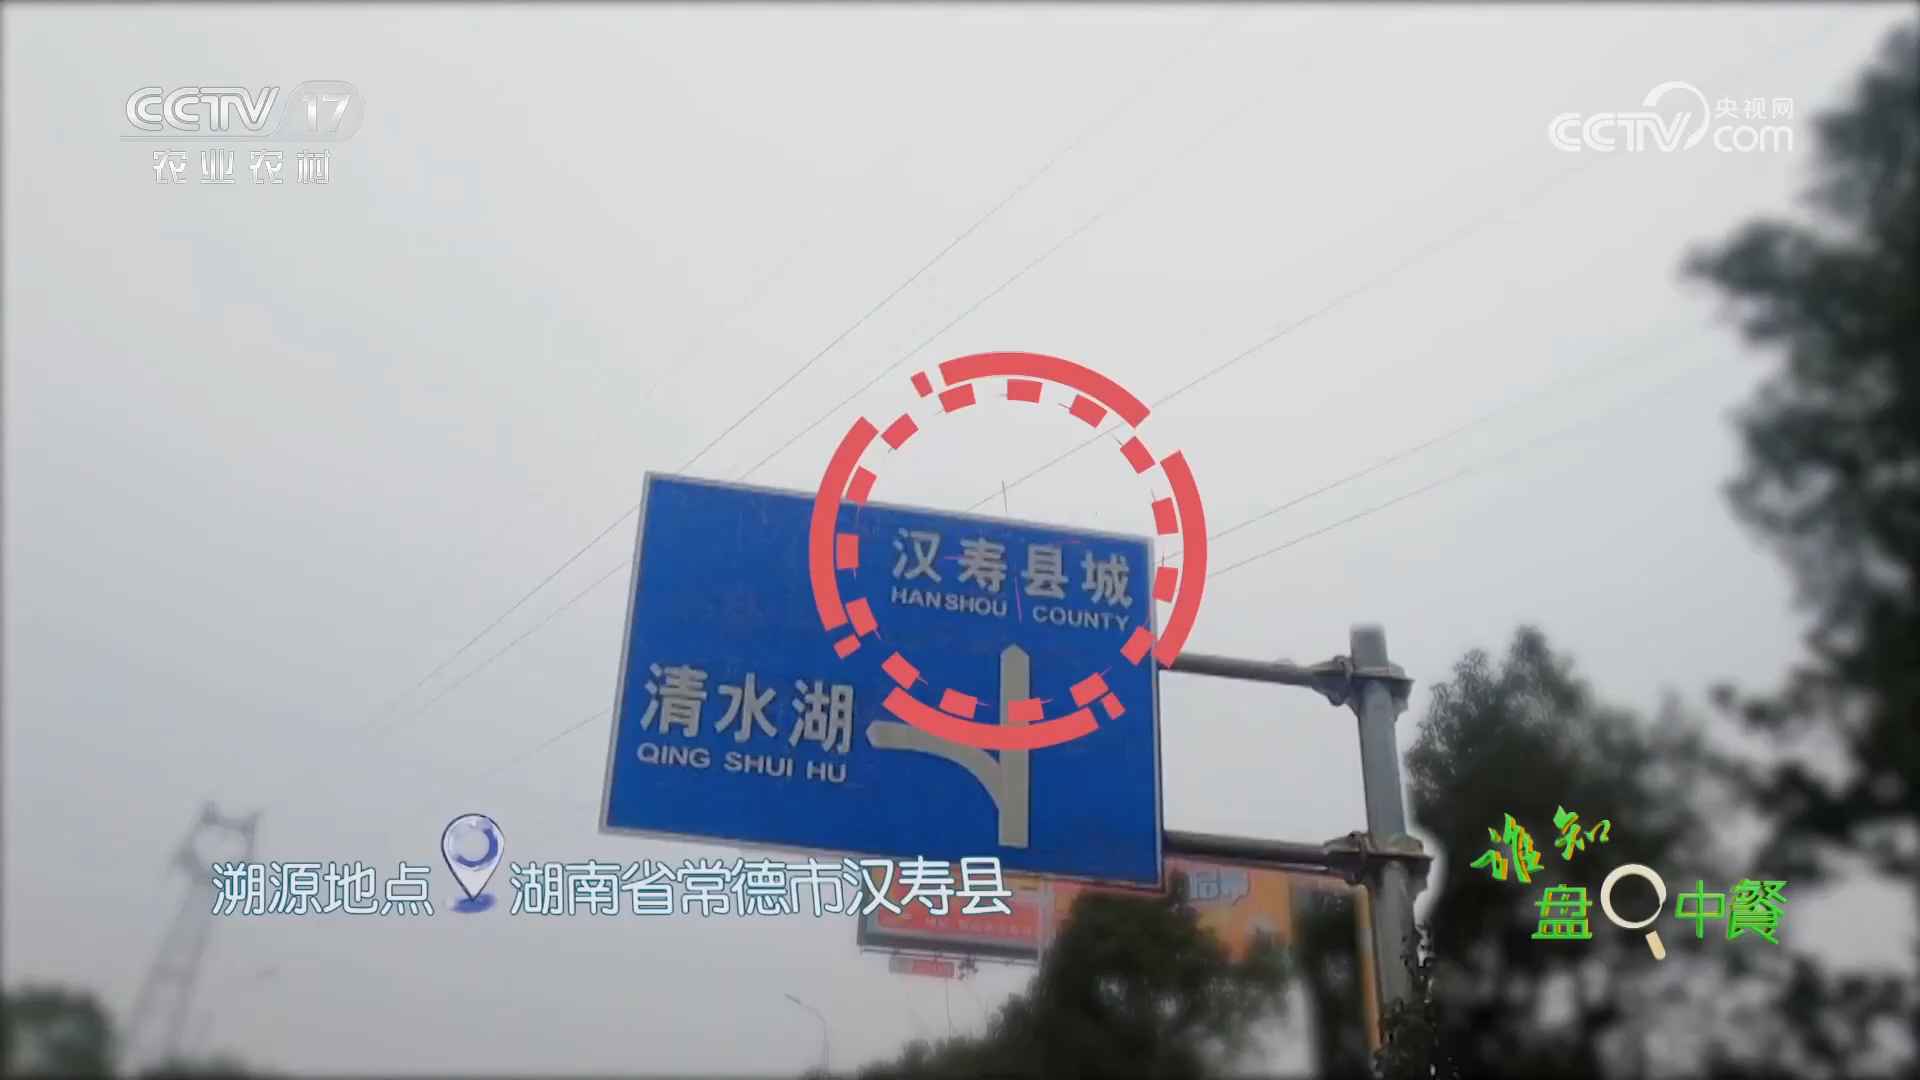 CCTV 17
农业农村
央视网
CCTV com
汉寿县城
HANSHOU COUNTY
清水湖
QING SHUI HU
溯源地点 湖南省常德市汉寿县
谁知
盘中餐